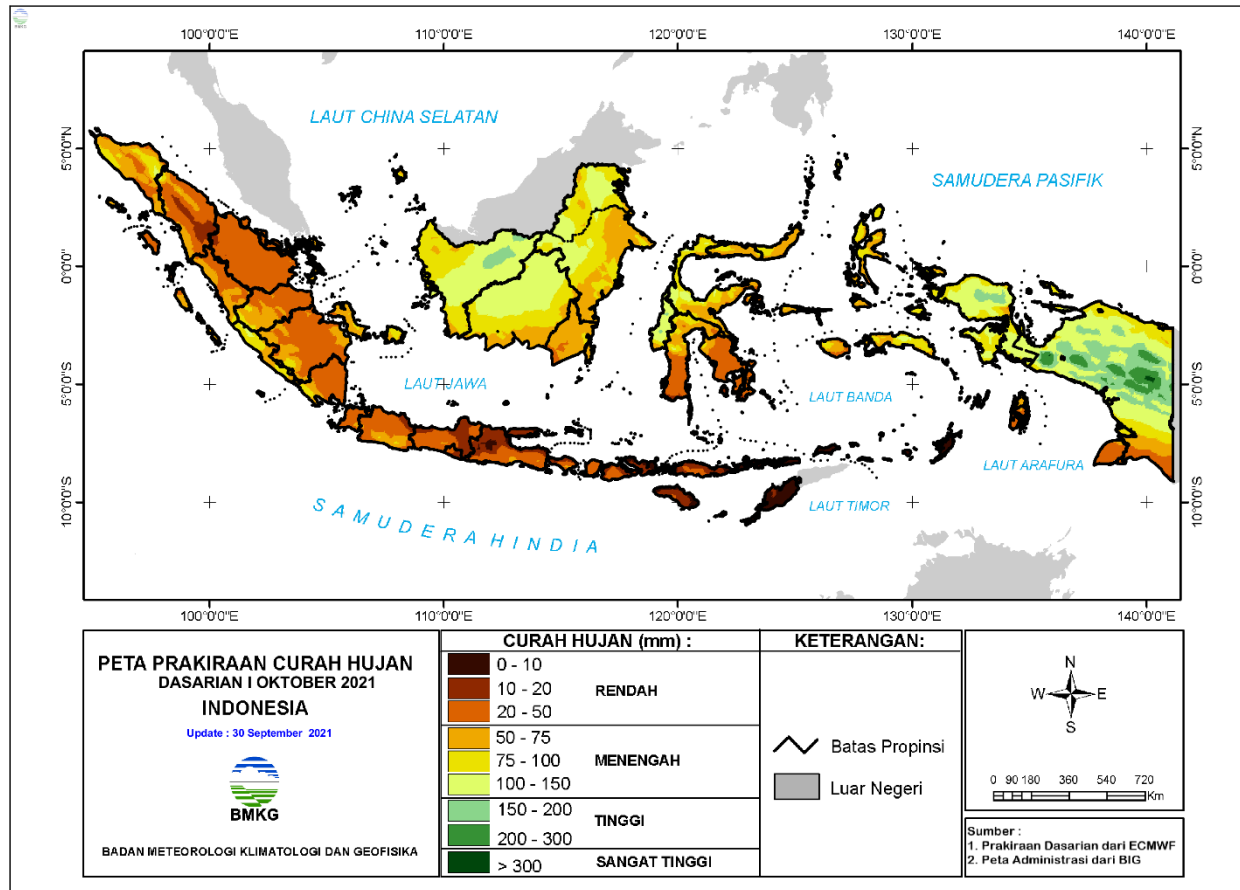 BMKG
100°0'0"E 110°0'0"E 120°0'0"E 130°0'0"E 140°0'0"E
LAUT CHINA SELATAN
SAMUDERA PASIFIK
5°0'0"N 5°0'0"N
0°0'0" 0°0'0"
5°0'0"S 5°0'0"S
LAUT JAWA
LAUT BANDA
LAUT ARAFURA
10°0'0"S 10°0'0"S
LAUT TIMOR
SAMUDERA HINDIA
100°0'0"E 110°0'0"E 120°0'0"E 130°0'0"E 140°0'0"E
PETA PRAKIRAAN CURAH HUJAN
DASARIAN I OKTOBER 2021
INDONESIA
Update : 30 September 2021
BMKG
BADAN METEOROLOGI KLIMATOLOGI DAN GEOFISIKA
CURAH HUJAN (mm) :
0 - 10
10 - 20
20 - 50
RENDAH
50 - 75
75 - 100
100 - 150
MENENGAH
150 - 200
200 - 300
TINGGI
> 300
SANGAT TINGGI
KETERANGAN:
Batas Propinsi
Luar Negeri
N
W E
S
0 90 180 360 540 720
Km
Sumber :
1. Prakiraan Dasarian dari ECMWF
2. Peta Administrasi dari BIG